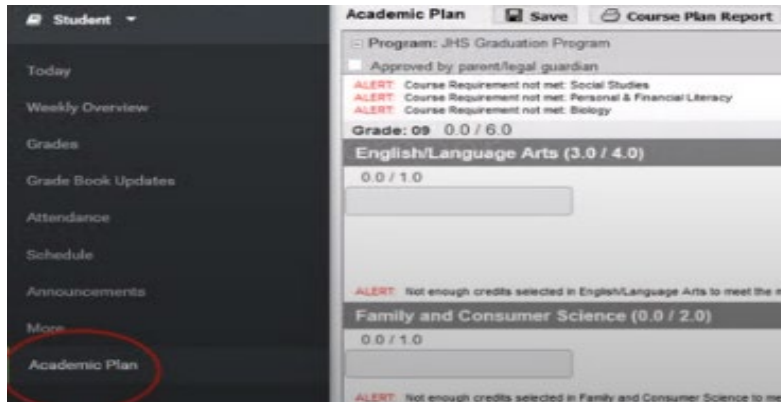 Student
Today
Weekly Overview
Grades
Grade Book Updates
Attendance
Schedule
Announcements
More
Academic Plan
Academic Plan Save Course Plan Report
Program: JHS Graduation Program
Approved by parent/legal guardian
ALERT: Course Requirement not met: Social Studies
ALERT: Course Requirement not met: Personal & Financial Literacy
ALERT: Course Requirement not met: Biology
Grade: 09 0.0 / 6.0
English/Language Arts (3.0 / 4.0)
0.0 / 1.0
ALERT: Not enough credits selected in English/Language Arts to meet the
Family and Consumer Science (0.0 / 2.0)
0.0 / 1.0
ALERT: Not enough credits selected in Family and Consumer Science to